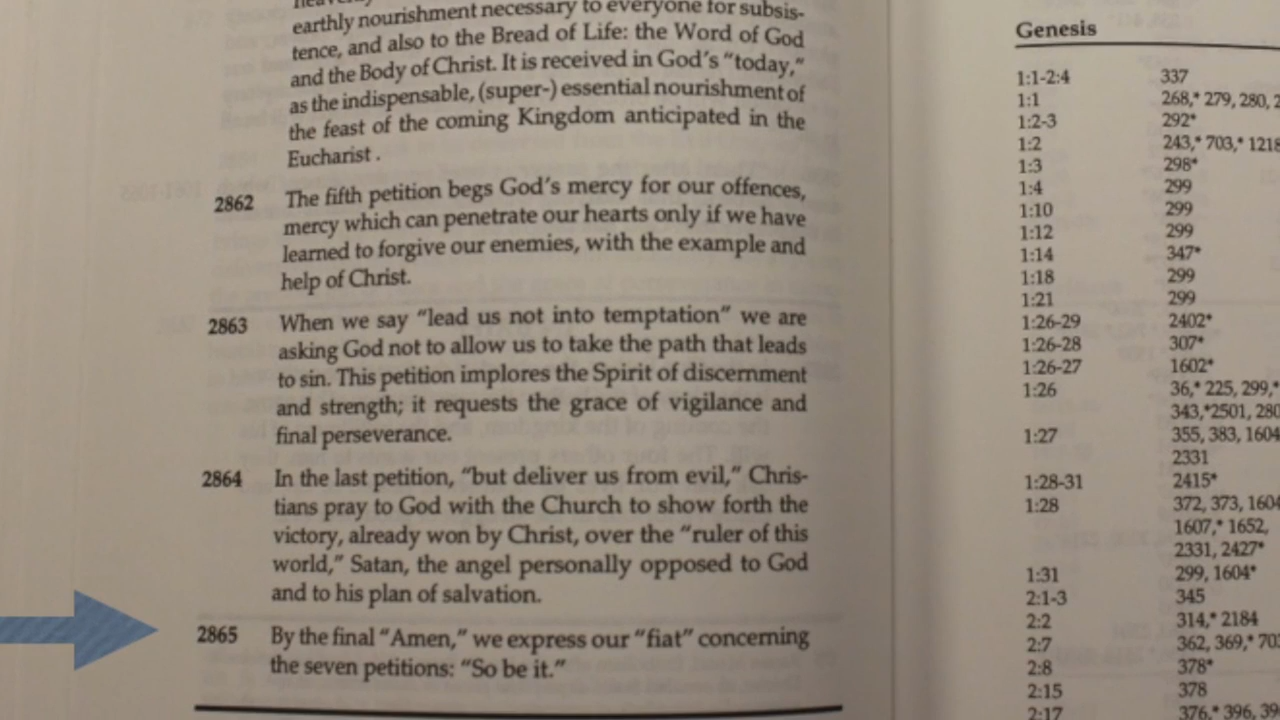 earthly nourishment necessary to everyone for subsis-
tence, and also to the Bread of Life: the Word of God
and the Body of Christ. It is received in God's "today,"
as the indispensable, (super-) essential nourishment of
the feast of the coming Kingdom anticipated in the
Eucharist .
2862 The fifth petition begs God's mercy for our offences,
mercy which can penetrate our hearts only if we have
learned to forgive our enemies, with the example and
help of Christ.
2863 When we say "lead us not into temptation" we are
asking God not to allow us to take the path that leads
to sin. This petition implores the Spirit of discernment
and strength; it requests the grace of vigilance and
final perseverance.
2864 In the last petition, "but deliver us from evil," Chris-
tians pray to God with the Church to show forth the
victory, already won by Christ, over the "ruler of this
world," Satan, the angel personally opposed to God
and to his plan of salvation.
2865 By the final "Amen," we express our "fiat" concerning
the seven petitions: "So be it."
Genesis
1:1-2:4 337
1:1 268,* 279, 280,
1:2-3 292*
1:2 243,* 703,* 1218
1:3 298*
1:4 299
1:10 299
1:12 299
1:14 347*
1:18 299
1:21 299
1:26-29 2402*
1:26-28 307*
1:26-27 1602*
1:26 36,* 225, 299,*
343,*2501, 280
1:27 355, 383, 1604
2331
1:28-31 2415*
1:28 372, 373, 1604
1607,* 1652,
2331, 2427*
1:31 299, 1604*
2:1-3 345
2:2 314,* 2184
2:7 362, 369,*
2:8 378*
2:15 378
2:17 376,* 396,